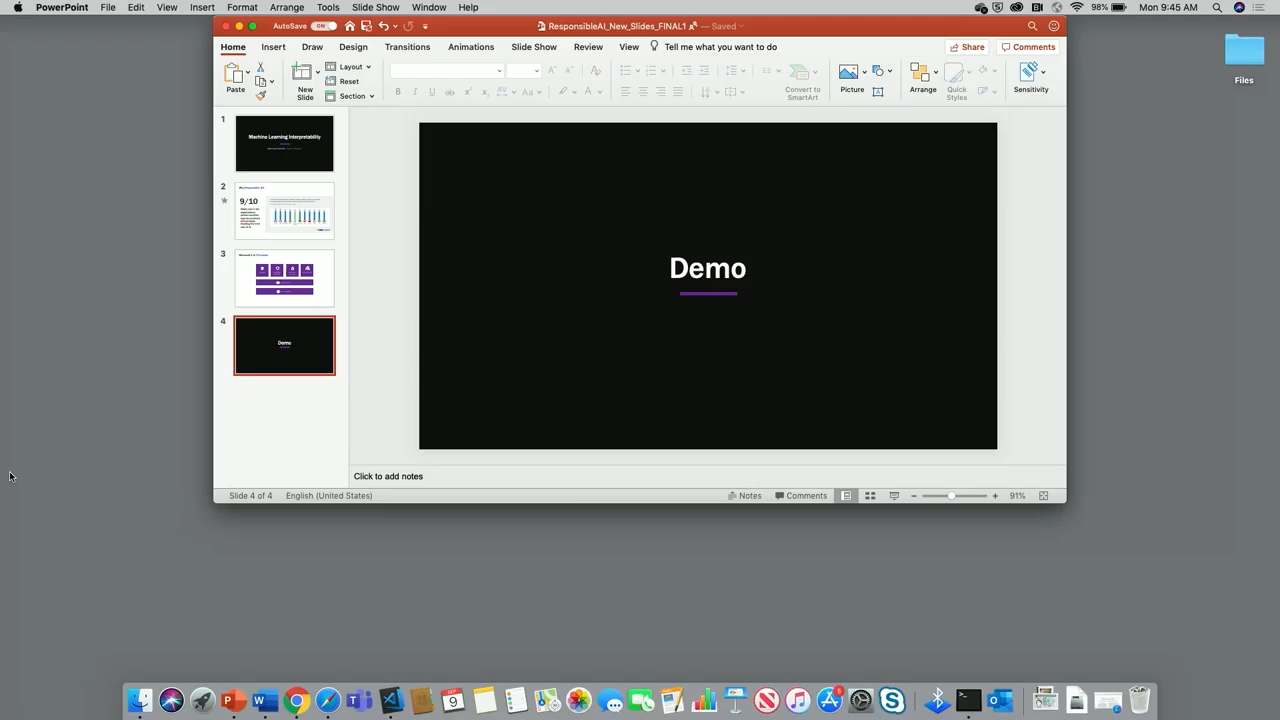 PowerPoint File Edit View Insert Format Arrange Tools Slide Show Window Help
98% Mon 9:45 AM
AutoSave ON
ResponsibleAI_New_Slides_FINAL1 — Saved
Home Insert Draw Design Transitions Animations Slide Show Review View Tell me what you want to do
Share Comments
Paste
New Slide
Layout
Reset
Section
Convert to SmartArt
Picture
Arrange
Quick Styles
Sensitivity
Files
1
Machine Learning Interpretability
2
9/10
3
4
Demo
Demo
Click to add notes
Slide 4 of 4 English (United States)
Notes Comments 91%
SEP
9